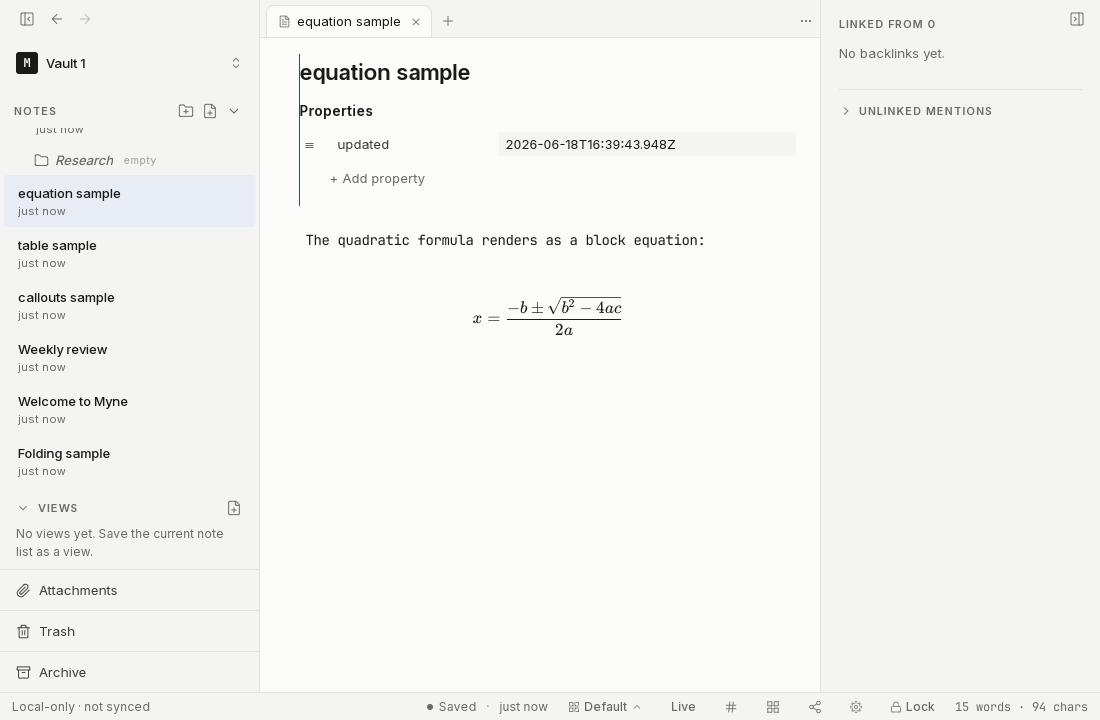 M Vault 1
NOTES
just now
Research empty
equation sample
just now
table sample
just now
callouts sample
just now
Weekly review
just now
Welcome to Myne
just now
Folding sample
just now
VIEWS
No views yet. Save the current note
list as a view.
Attachments
Trash
Archive
equation sample
equation sample
Properties
updated 2026-06-18T16:39:43.948Z
+ Add property
The quadratic formula renders as a block equation:
x = (−b ± √(b² − 4ac)) / 2a
LINKED FROM 0
No backlinks yet.
UNLINKED MENTIONS
Local-only · not synced
Saved · just now
Default
Live
Lock
15 words · 94 chars